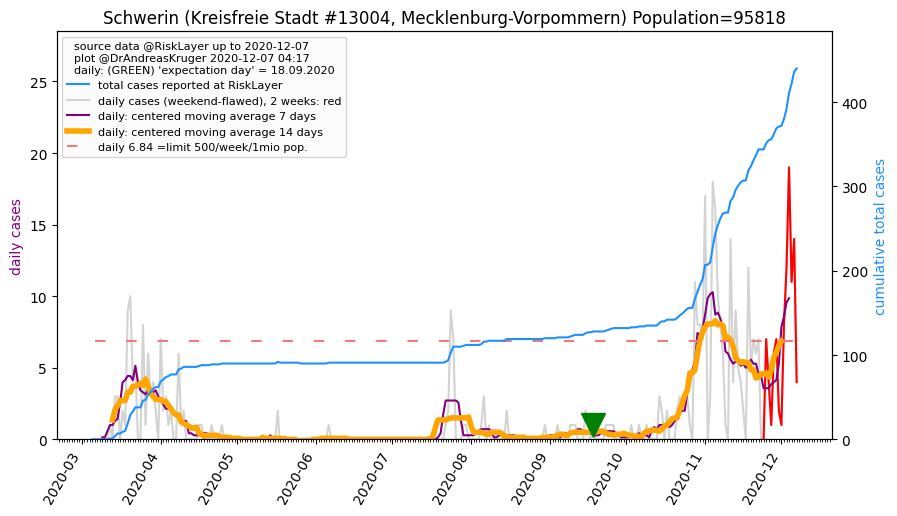 Schwerin (Kreisfreie Stadt #13004, Mecklenburg-Vorpommern) Population=95818
source data @RiskLayer up to 2020-12-07
plot @DrAndreasKruger 2020-12-07 04:17
daily: (GREEN) 'expectation day' = 18.09.2020
total cases reported at RiskLayer
daily cases (weekend-flawed), 2 weeks: red
daily: centered moving average 7 days
daily: centered moving average 14 days
daily 6.84 =limit 500/week/1mio pop.
daily cases
25
20
15
10
5
0
cumulative total cases
400
300
200
100
0
2020-03
2020-04
2020-05
2020-06
2020-07
2020-08
2020-09
2020-10
2020-11
2020-12